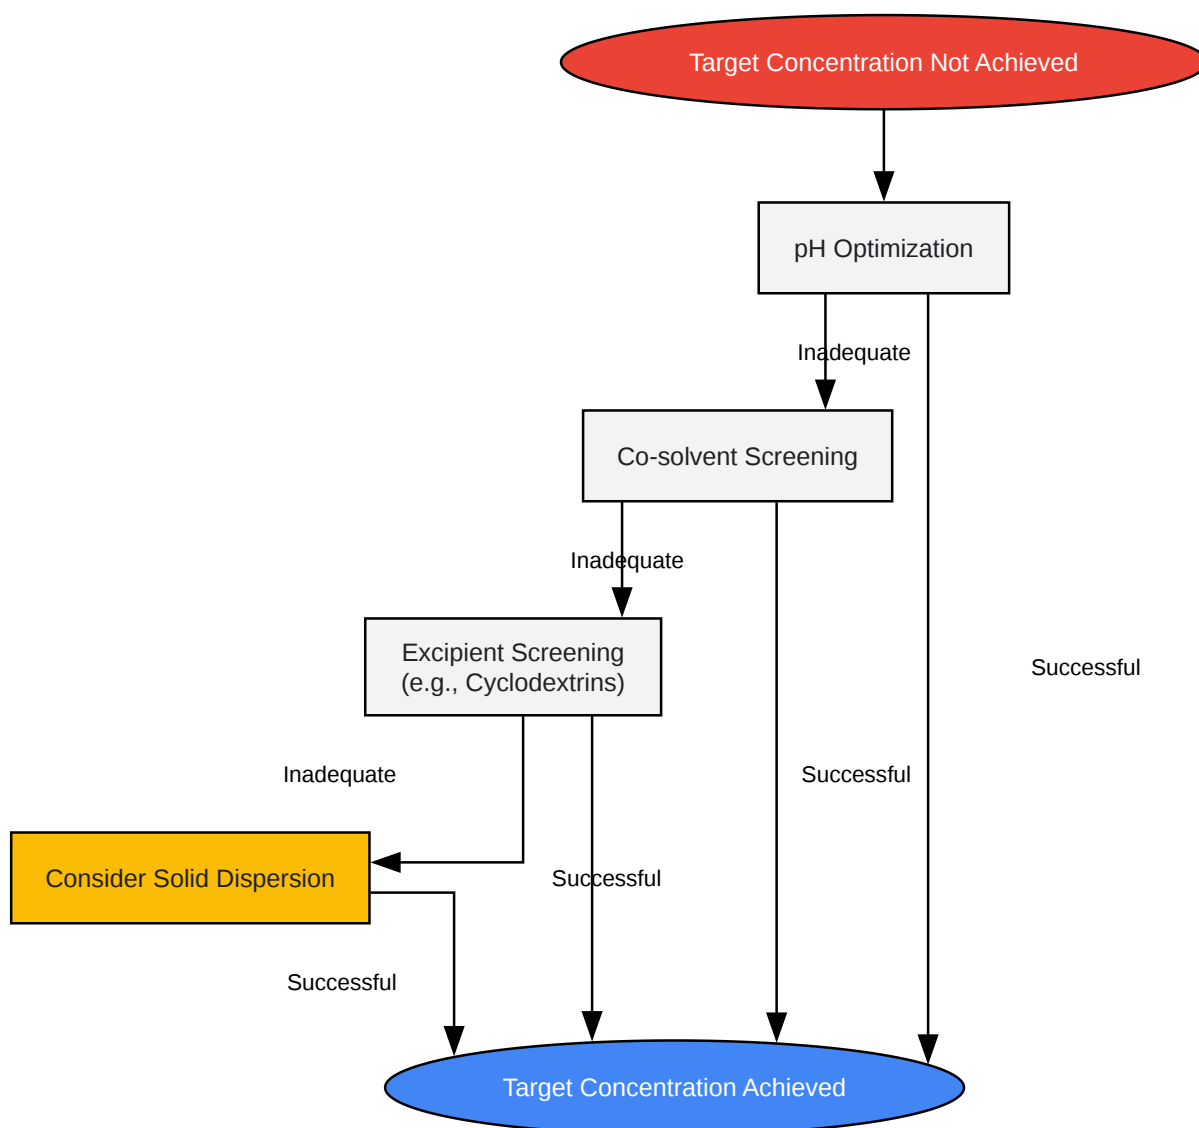 Target Concentration Not Achieved
pH Optimization
Inadequate
Co-solvent Screening
Inadequate
Excipient Screening
(e.g., Cyclodextrins)
Successful
Inadequate
Successful
Consider Solid Dispersion
Successful
Successful
Target Concentration Achieved